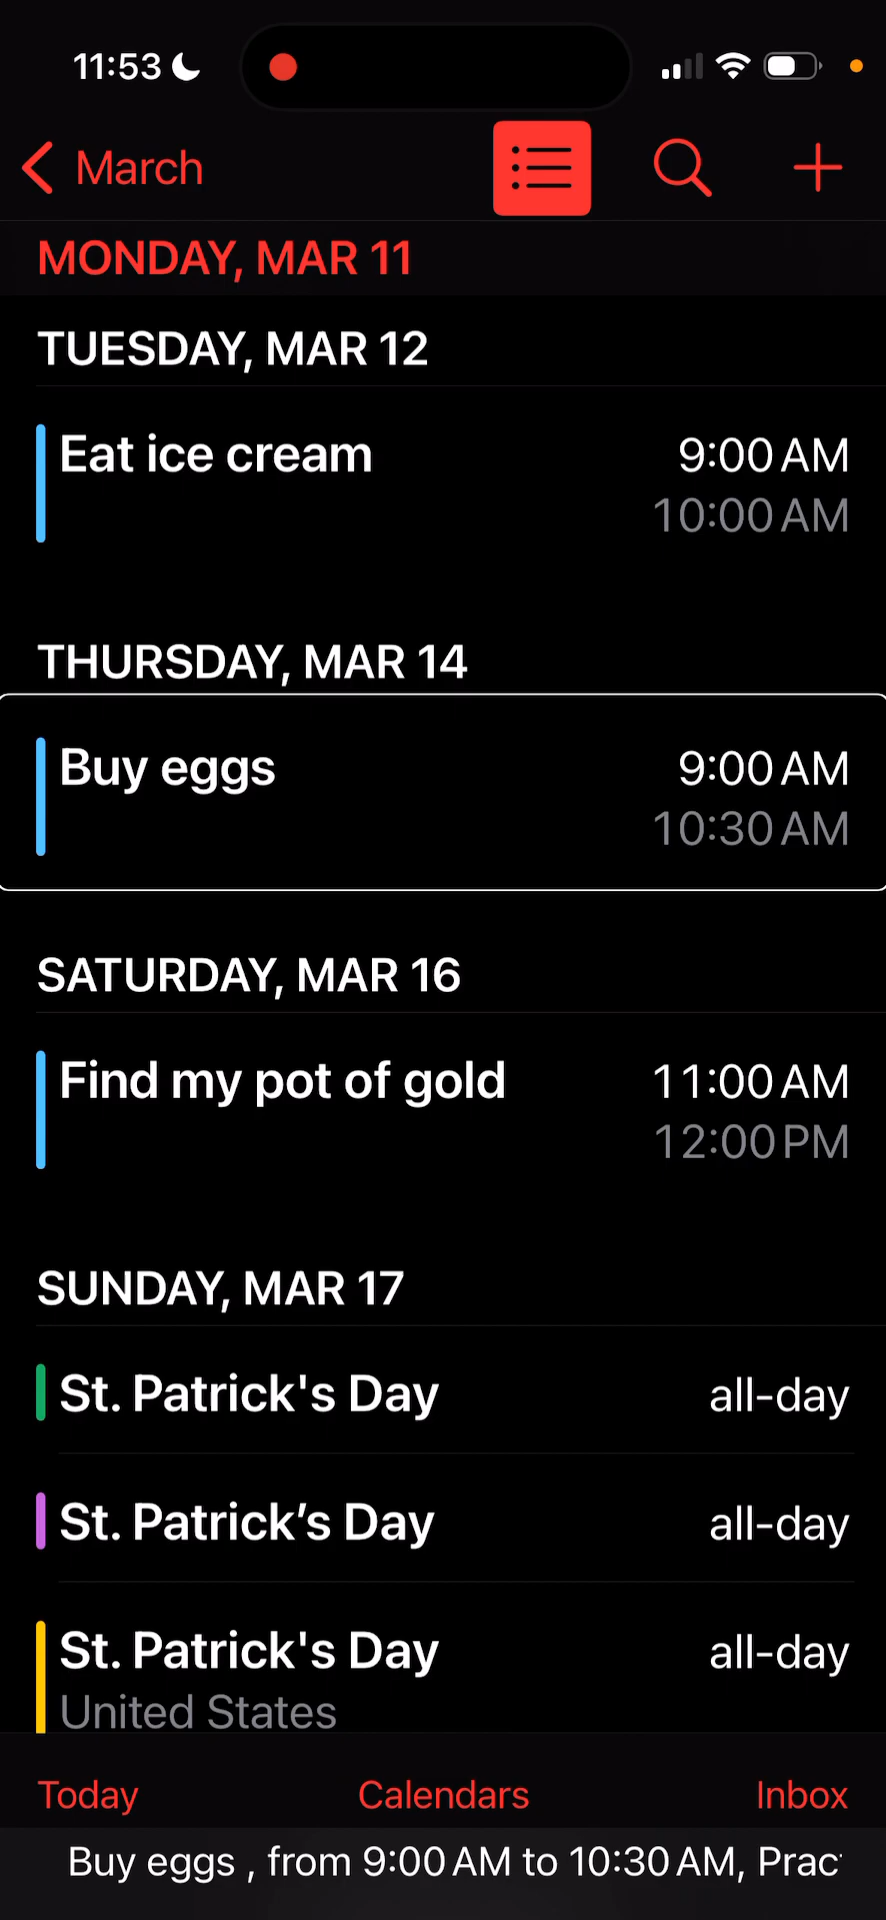 11:53
March
MONDAY, MAR 11
TUESDAY, MAR 12
Eat ice cream 9:00 AM
10:00 AM
THURSDAY, MAR 14
Buy eggs 9:00 AM
10:30 AM
SATURDAY, MAR 16
Find my pot of gold 11:00 AM
12:00 PM
SUNDAY, MAR 17
St. Patrick's Day all-day
St. Patrick’s Day all-day
St. Patrick's Day all-day
United States
Today Calendars Inbox
Buy eggs , from 9:00 AM to 10:30 AM, Prac